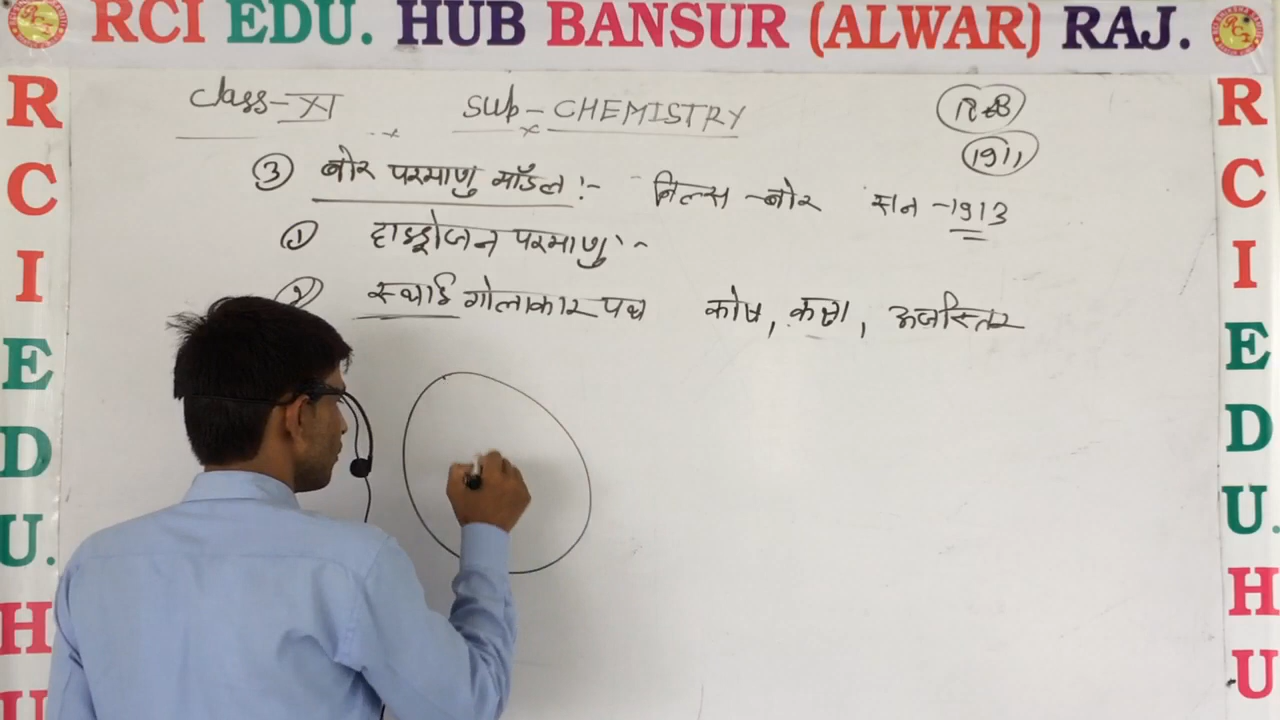 RCI EDU. HUB BANSUR (ALWAR) RAJ.
R
C
I
E
D
U.
H
U
Class-XI Sub-CHEMISTRY
1911
③ बोर परमाणु मॉडल :- निल्स-बोर सन-1913
① हाइड्रोजन परमाणु :-
स्थाई गोलाकार पथ कोष, कक्षा, ऊर्जास्तर
R
C
I
E
D
U.
H
U